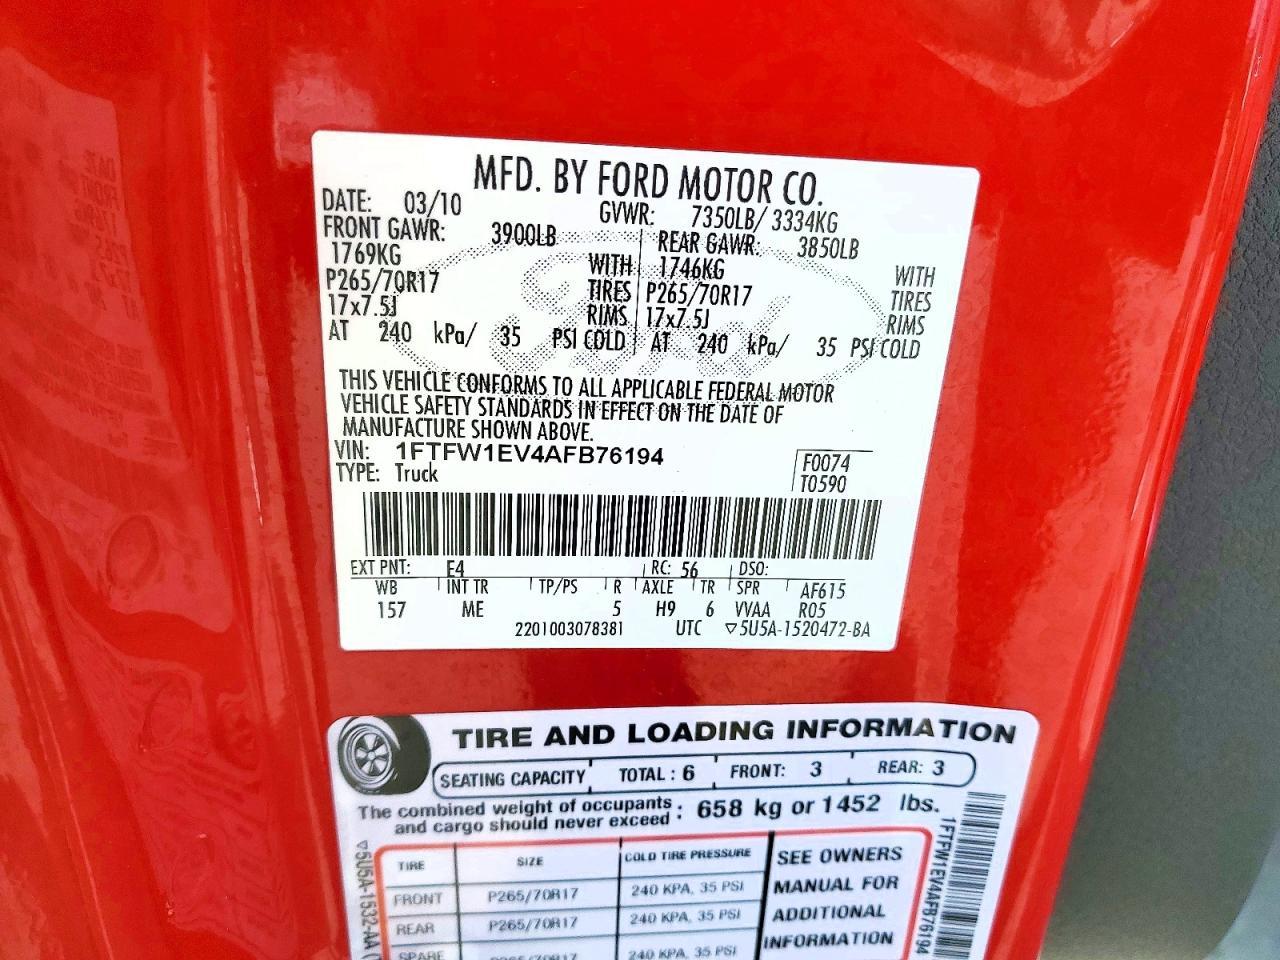 MFD. BY FORD MOTOR CO.
DATE: 03/10 GVWR: 7350LB/ 3334KG
FRONT GAWR: 3900LB REAR GAWR: 3850LB
1769KG WITH 1746KG WITH
P265/70R17 TIRES P265/70R17 TIRES
17x7.5J RIMS 17x7.5J RIMS
AT 240 kPa/ 35 PSI COLD AT 240 kPa/ 35 PSI COLD
THIS VEHICLE CONFORMS TO ALL APPLICABLE FEDERAL MOTOR
VEHICLE SAFETY STANDARDS IN EFFECT ON THE DATE OF
MANUFACTURE SHOWN ABOVE.
VIN: 1FTFW1EV4AFB76194 F0074
TYPE: Truck T0590
EXT PNT: E4 RC: 56 DSO:
WB INT TR TP/PS R AXLE TR SPR AF615
157 ME 5 H9 6 VVAA R05
2201003078381 UTC ▽5U5A-1520472-BA
TIRE AND LOADING INFORMATION
SEATING CAPACITY TOTAL : 6 FRONT: 3 REAR: 3
The combined weight of occupants
and cargo should never exceed : 658 kg or 1452 lbs.
TIRE SIZE COLD TIRE PRESSURE SEE OWNERS
FRONT P265/70R17 240 KPA, 35 PSI MANUAL FOR
REAR P265/70R17 240 KPA, 35 PSI ADDITIONAL
SPARE P265/70R17 240 KPA, 35 PSI INFORMATION
▽5U5A-1532-AA
1FTFW1EV4AFB76194